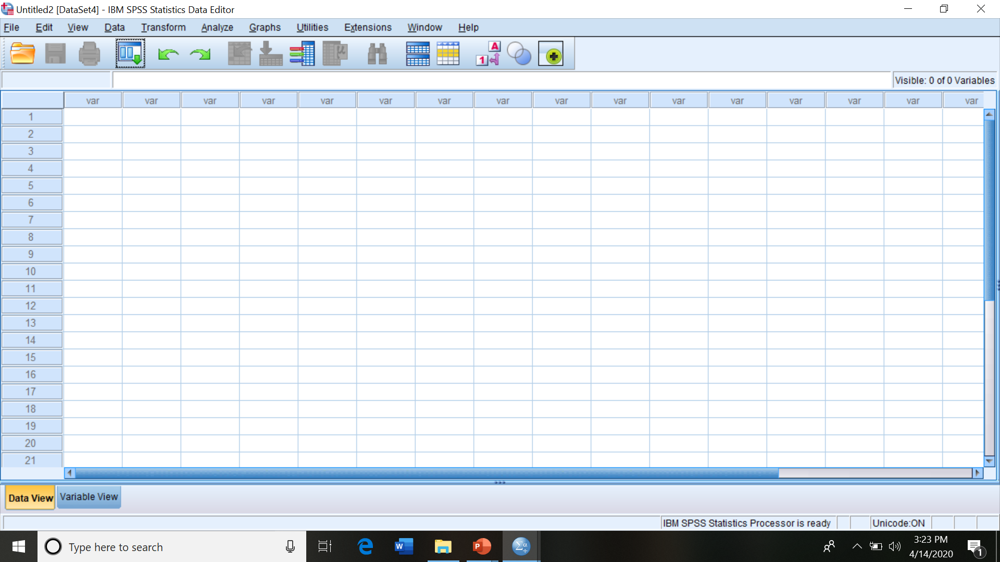 Untitled2 [DataSet4] - IBM SPSS Statistics Data Editor
File Edit View Data Transform Analyze Graphs Utilities Extensions Window Help
A
1
Visible: 0 of 0 Variables
var var var var var var var var var var var var var var var var
1
2
3
4
5
6
7
8
9
10
11
12
13
14
15
16
17
18
19
20
21
Data View Variable View
IBM SPSS Statistics Processor is ready Unicode:ON
Type here to search
3:23 PM
4/14/2020
1